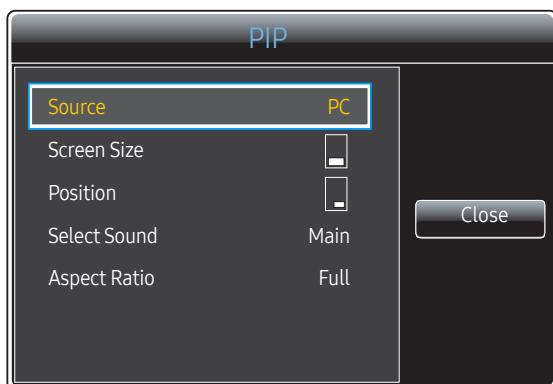 PIP
Source PC
Screen Size
Position
Select Sound Main
Aspect Ratio Full
Close